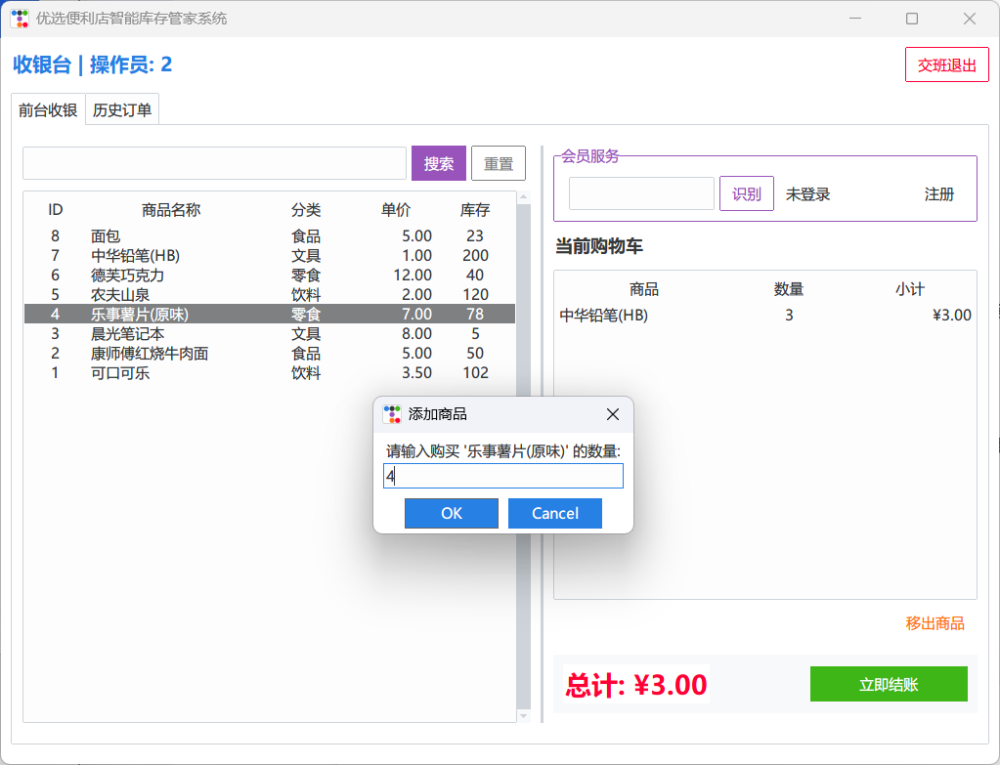 优选便利店智能库存管家系统
收银台 | 操作员: 2
交班退出
前台收银 历史订单
搜索 重置
ID 商品名称 分类 单价 库存
8 面包 食品 5.00 23
7 中华铅笔(HB) 文具 1.00 200
6 德芙巧克力 零食 12.00 40
5 农夫山泉 饮料 2.00 120
4 乐事薯片(原味) 零食 7.00 78
3 晨光笔记本 文具 8.00 5
2 康师傅红烧牛肉面 食品 5.00 50
1 可口可乐 饮料 3.50 102
会员服务
识别 未登录 注册
当前购物车
商品 数量 小计
中华铅笔(HB) 3 ¥3.00
添加商品
请输入购买 '乐事薯片(原味)' 的数量:
4
OK Cancel
移出商品
总计: ¥3.00
立即结账